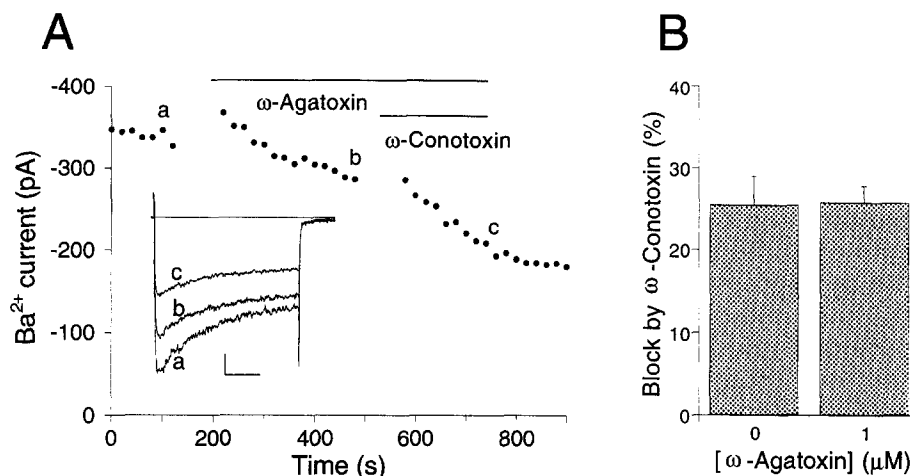 A
B
-400
-300
-200
-100
0
Ba2+ current (pA)
a
ω-Agatoxin
b
ω-Conotoxin
c
c
b
a
0
200
400
600
800
Time (s)
40
30
20
10
0
Block by ω-Conotoxin (%)
0
1
[ω-Agatoxin] (μM)